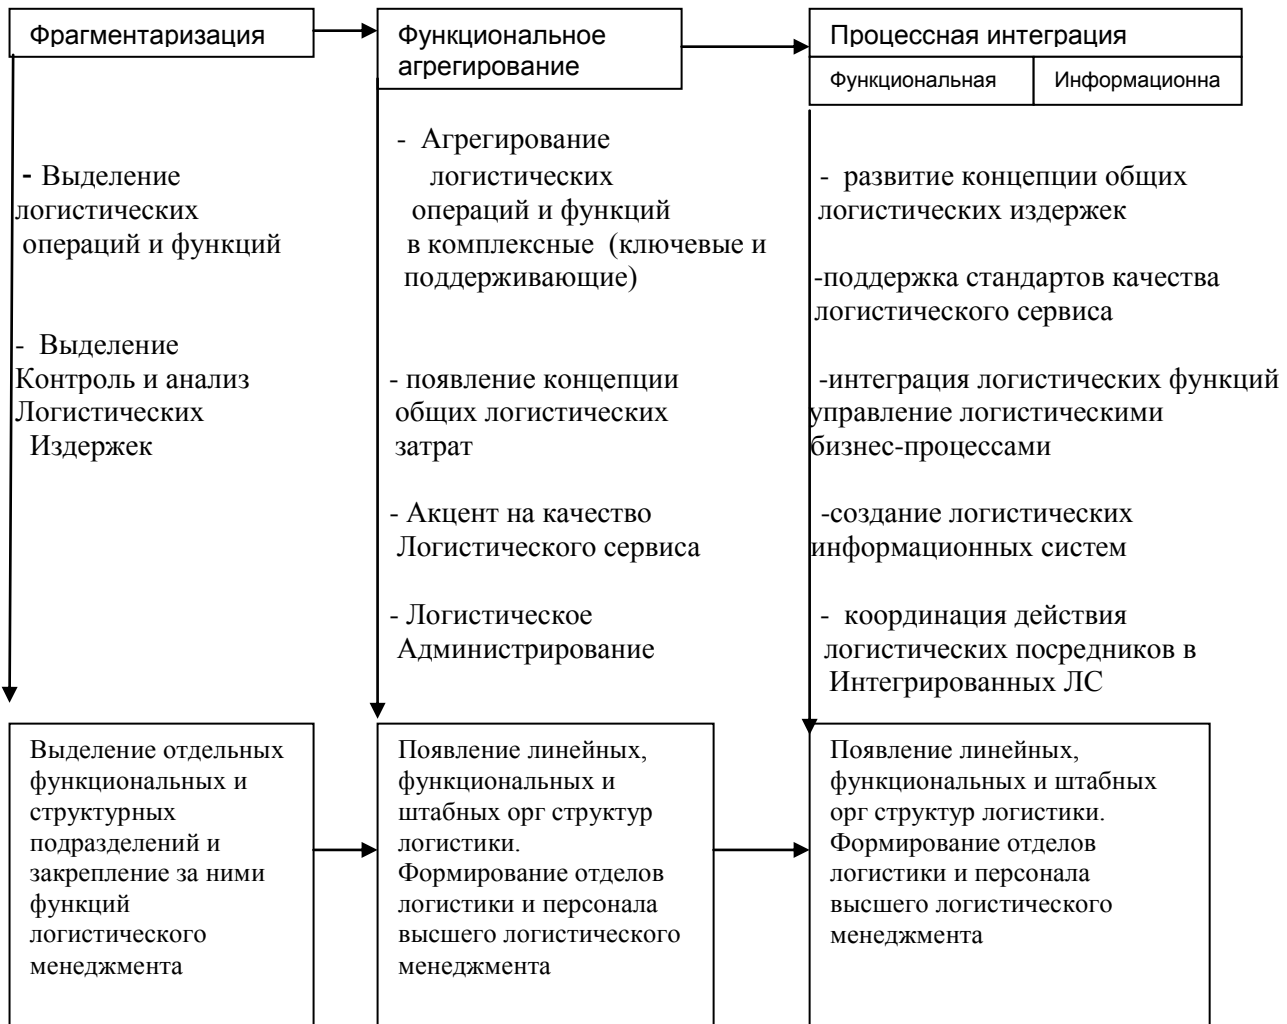 Фрагментаризация
- Выделение
логистических
операций и функций
- Выделение
Контроль и анализ
Логистических
Издержек
Выделение отдельных
функциональных и
структурных
подразделений и
закрепление за ними
функций
логистического
менеджмента
Функциональное
агрегирование
- Агрегирование
логистических
операций и функций
в комплексные (ключевые и
поддерживающие)
- появление концепции
общих логистических
затрат
- Акцент на качество
Логистического сервиса
- Логистическое
Администрирование
Появление линейных,
функциональных и
штабных орг структур
логистики.
Формирование отделов
логистики и персонала
высшего логистического
менеджмента
Процессная интеграция
Функциональная
Информационна
- развитие концепции общих
логистических издержек
-поддержка стандартов качества
логистического сервиса
-интеграция логистических функций
управление логистическими
бизнес-процессами
-создание логистических
информационных систем
- координация действия
логистических посредников в
Интегрированных ЛС
Появление линейных,
функциональных и штабных
орг структур логистики.
Формирование отделов
логистики и персонала
высшего логистического
менеджмента